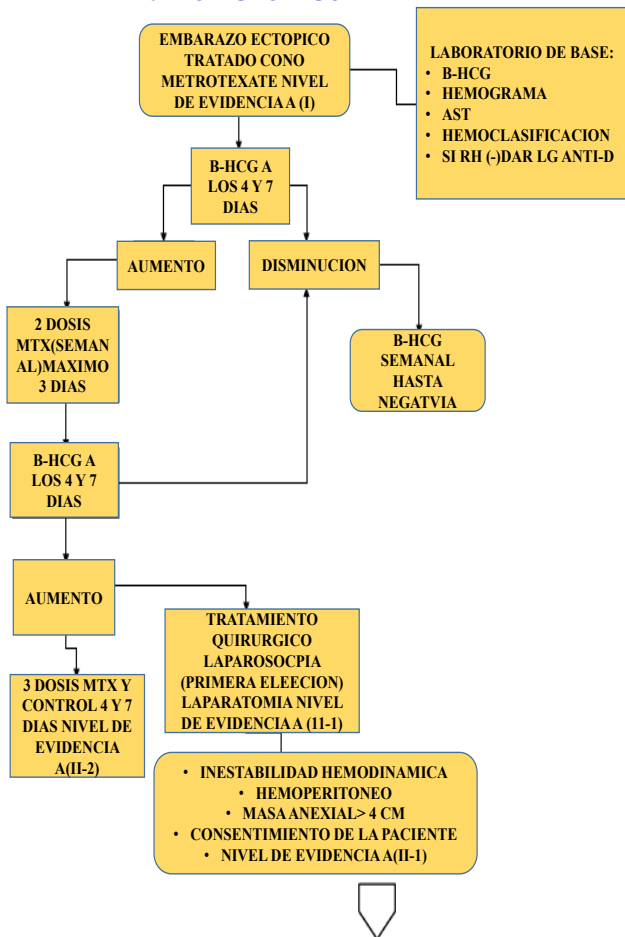 EMBARAZO ECTOPICO
TRATADO CONO
METROTEXATE NIVEL
DE EVIDENCIA A (I)
LABORATORIO DE BASE:
• B-HCG
• HEMOGRAMA
• AST
• HEMOCLASIFICACION
• SI RH (-)DAR LG ANTI-D
B-HCG A
LOS 4 Y 7
DIAS
AUMENTO
DISMINUCION
2 DOSIS
MTX(SEMAN
AL)MAXIMO
3 DIAS
B-HCG
SEMANAL
HASTA
NEGATVIA
B-HCG A
LOS 4 Y 7
DIAS
AUMENTO
TRATAMIENTO
QUIRURGICO
LAPAROSOCPIA
(PRIMERA ELEECION)
LAPARATOMIA NIVEL
DE EVIDENCIA A (11-1)
3 DOSIS MTX Y
CONTROL 4 Y 7
DIAS NIVEL DE
EVIDENCIA
A(II-2)
• INESTABILIDAD HEMODINAMICA
• HEMOPERITONEO
• MASA ANEXIAL> 4 CM
• CONSENTIMIENTO DE LA PACIENTE
• NIVEL DE EVIDENCIA A(II-1)